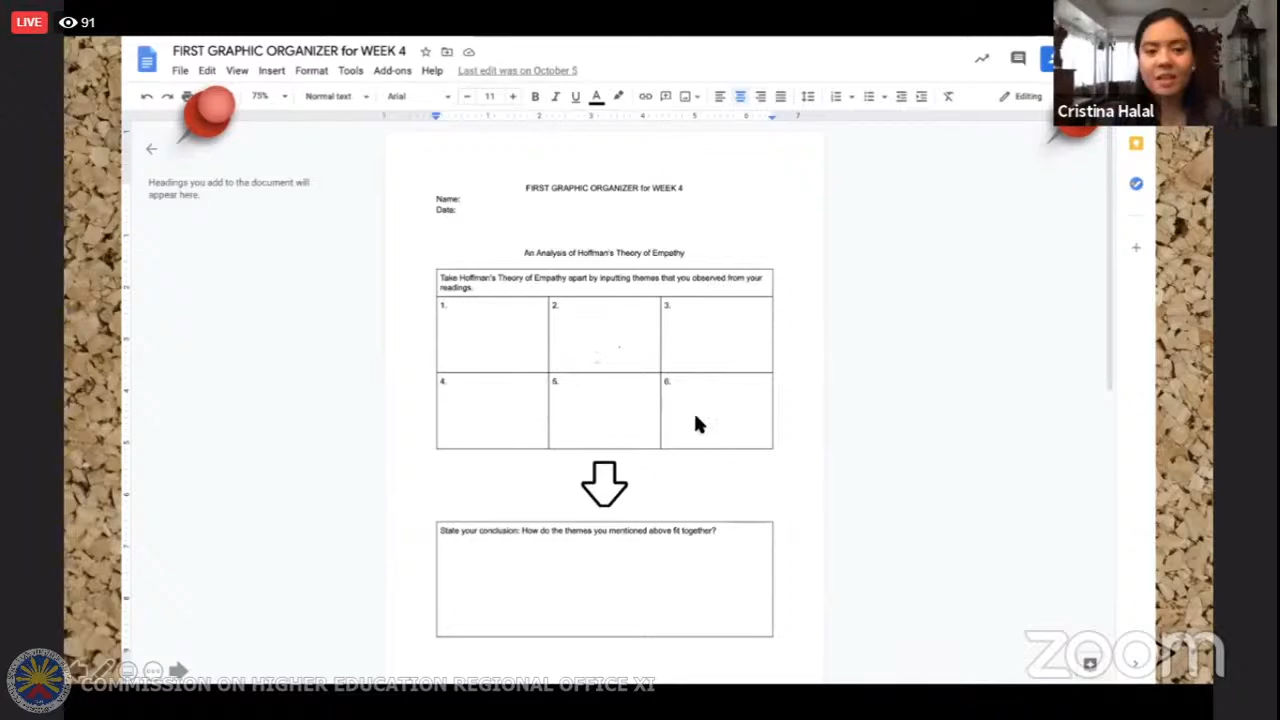 LIVE 91
FIRST GRAPHIC ORGANIZER for WEEK 4
File Edit View Insert Format Tools Add-ons Help Last edit was on October 5
75% Normal text Arial 11 B I U A Editing
Cristina Halal
Headings you add to the document will
appear here.
FIRST GRAPHIC ORGANIZER for WEEK 4
Name:
Date:
An Analysis of Hoffman's Theory of Empathy
Take Hoffman's Theory of Empathy apart by inputting themes that you observed from your
readings.
1. 2. 3.
4. 5. 6.
State your conclusion: How do the themes you mentioned above fit together?
zoom
COMMISSION ON HIGHER EDUCATION REGIONAL OFFICE XI